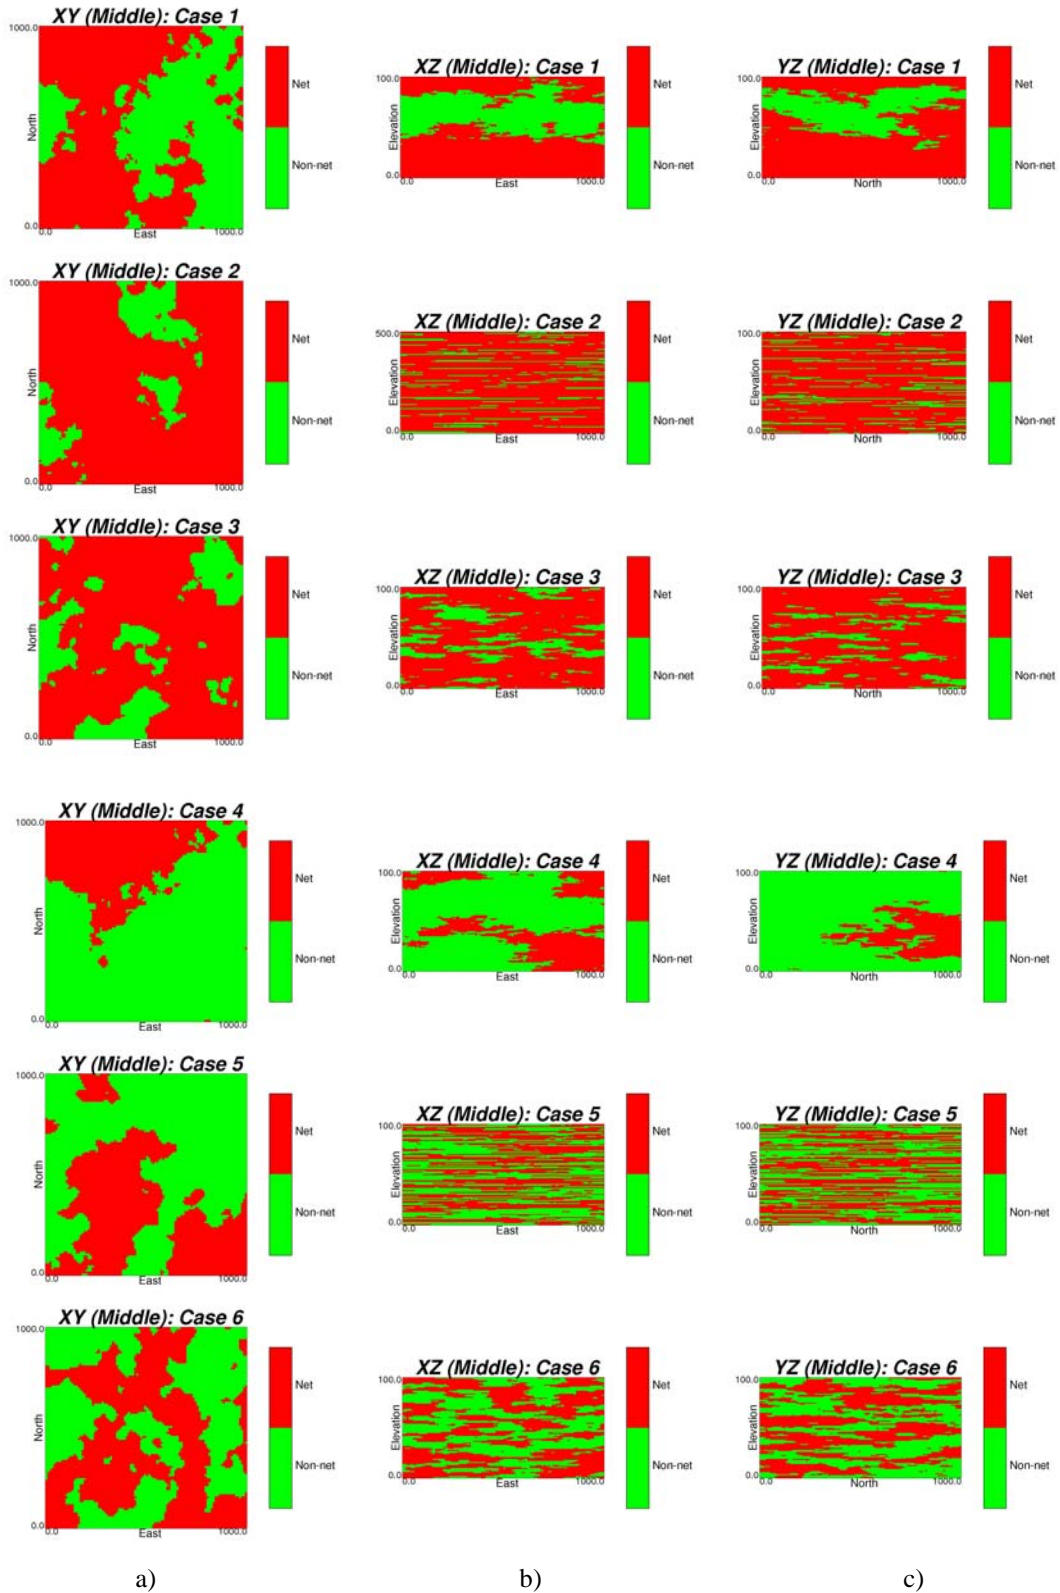 XY (Middle): Case 1
1000.0
North
0.0
0.0
East
1000.0
Net
Non-net
XZ (Middle): Case 1
100.0
Elevation
0.0
0.0
East
1000.0
Net
Non-net
YZ (Middle): Case 1
100.0
Elevation
0.0
0.0
North
1000.0
Net
Non-net
XY (Middle): Case 2
1000.0
North
0.0
0.0
East
1000.0
Net
Non-net
XZ (Middle): Case 2
500.0
Elevation
0.0
0.0
East
1000.0
Net
Non-net
YZ (Middle): Case 2
100.0
Elevation
0.0
0.0
North
1000.0
Net
Non-net
XY (Middle): Case 3
1000.0
North
0.0
0.0
East
1000.0
Net
Non-net
XZ (Middle): Case 3
100.0
Elevation
0.0
0.0
East
1000.0
Net
Non-net
YZ (Middle): Case 3
100.0
Elevation
0.0
0.0
North
1000.0
Net
Non-net
XY (Middle): Case 4
1000.0
North
0.0
0.0
East
1000.0
Net
Non-net
XZ (Middle): Case 4
100.0
Elevation
0.0
0.0
East
1000.0
Net
Non-net
YZ (Middle): Case 4
100.0
Elevation
0.0
0.0
North
1000.0
Net
Non-net
XY (Middle): Case 5
1000.0
North
0.0
0.0
East
1000.0
Net
Non-net
XZ (Middle): Case 5
100.0
Elevation
0.0
0.0
East
1000.0
Net
Non-net
YZ (Middle): Case 5
100.0
Elevation
0.0
0.0
North
1000.0
Net
Non-net
XY (Middle): Case 6
1000.0
North
0.0
0.0
East
1000.0
Net
Non-net
XZ (Middle): Case 6
100.0
Elevation
0.0
0.0
East
1000.0
Net
Non-net
YZ (Middle): Case 6
100.0
Elevation
0.0
0.0
North
1000.0
Net
Non-net
a)
b)
c)